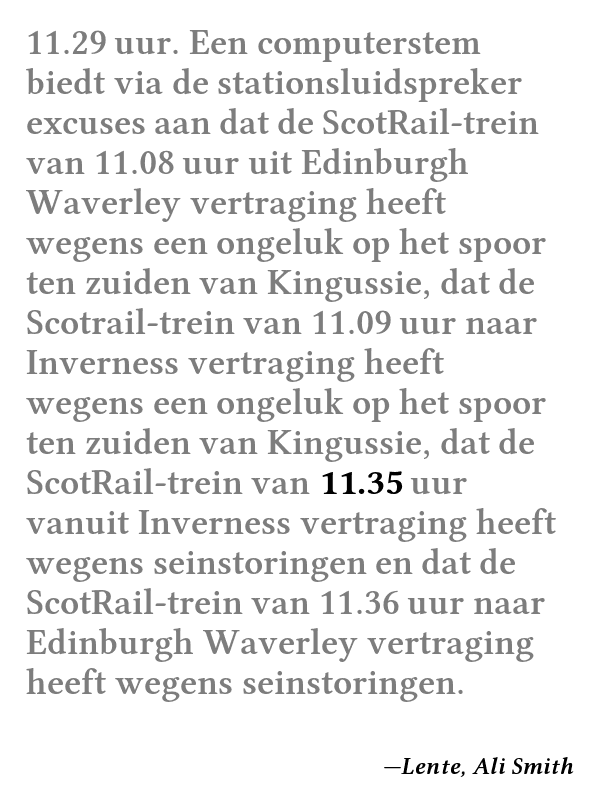 11.29 uur. Een computerstem
biedt via de stationsluidspreker
excuses aan dat de ScotRail-trein
van 11.08 uur uit Edinburgh
Waverley vertraging heeft
wegens een ongeluk op het spoor
ten zuiden van Kingussie, dat de
Scotrail-trein van 11.09 uur naar
Inverness vertraging heeft
wegens een ongeluk op het spoor
ten zuiden van Kingussie, dat de
ScotRail-trein van 11.35 uur
vanuit Inverness vertraging heeft
wegens seinstoringen en dat de
ScotRail-trein van 11.36 uur naar
Edinburgh Waverley vertraging
heeft wegens seinstoringen.
—Lente, Ali Smith